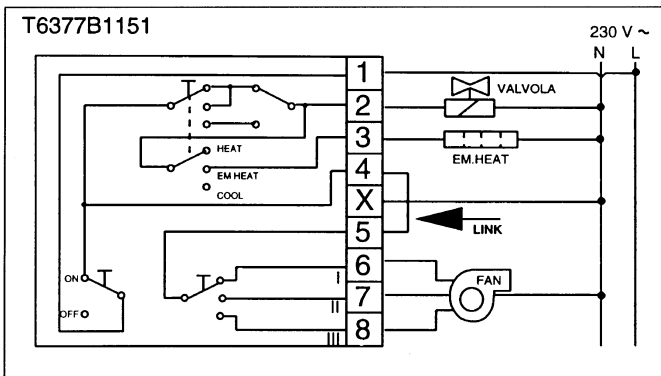 T6377B1151
230 V ~
N L
1
2
3
4
X
5
6
7
8
VALVOLA
EM.HEAT
HEAT
EM HEAT
COOL
LINK
ON
OFF
I
II
III
FAN